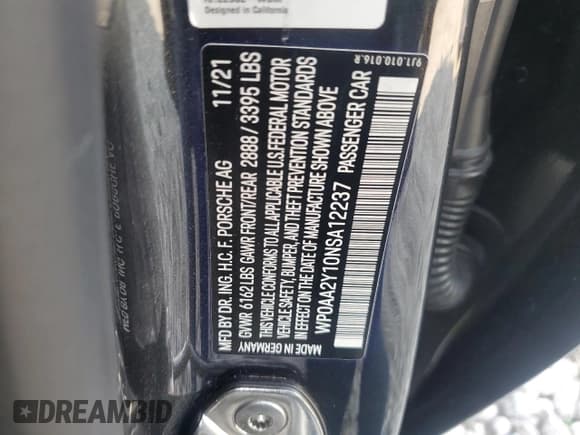 Designed in California
9J1.010.016.R
11/21
MFD BY DR. ING. H.C. F. PORSCHE AG
GVWR 6162 LBS GAWR FRONT/REAR 2888 / 3395 LBS
THIS VEHICLE CONFORMS TO ALL APPLICABLE U.S. FEDERAL MOTOR
VEHICLE SAFETY, BUMPER, AND THEFT PREVENTION STANDARDS
IN EFFECT ON THE DATE OF MANUFACTURE SHOWN ABOVE
WP0AA2Y10NSA12237 PASSENGER CAR
MADE IN GERMANY
DREAMBID